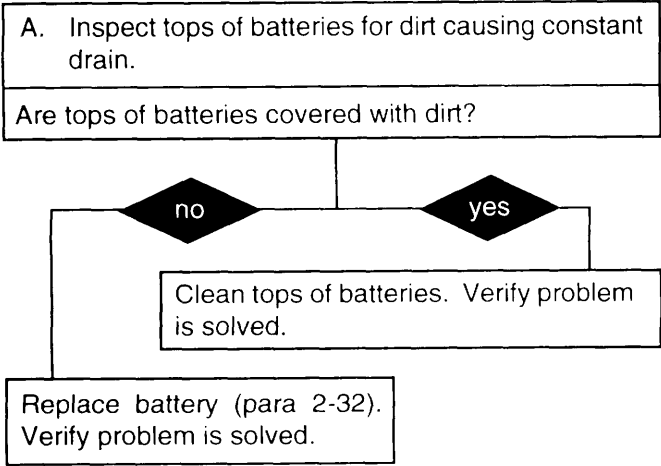 A. Inspect tops of batteries for dirt causing constant
drain.
Are tops of batteries covered with dirt?
no
yes
Clean tops of batteries. Verify problem
is solved.
Replace battery (para 2-32).
Verify problem is solved.